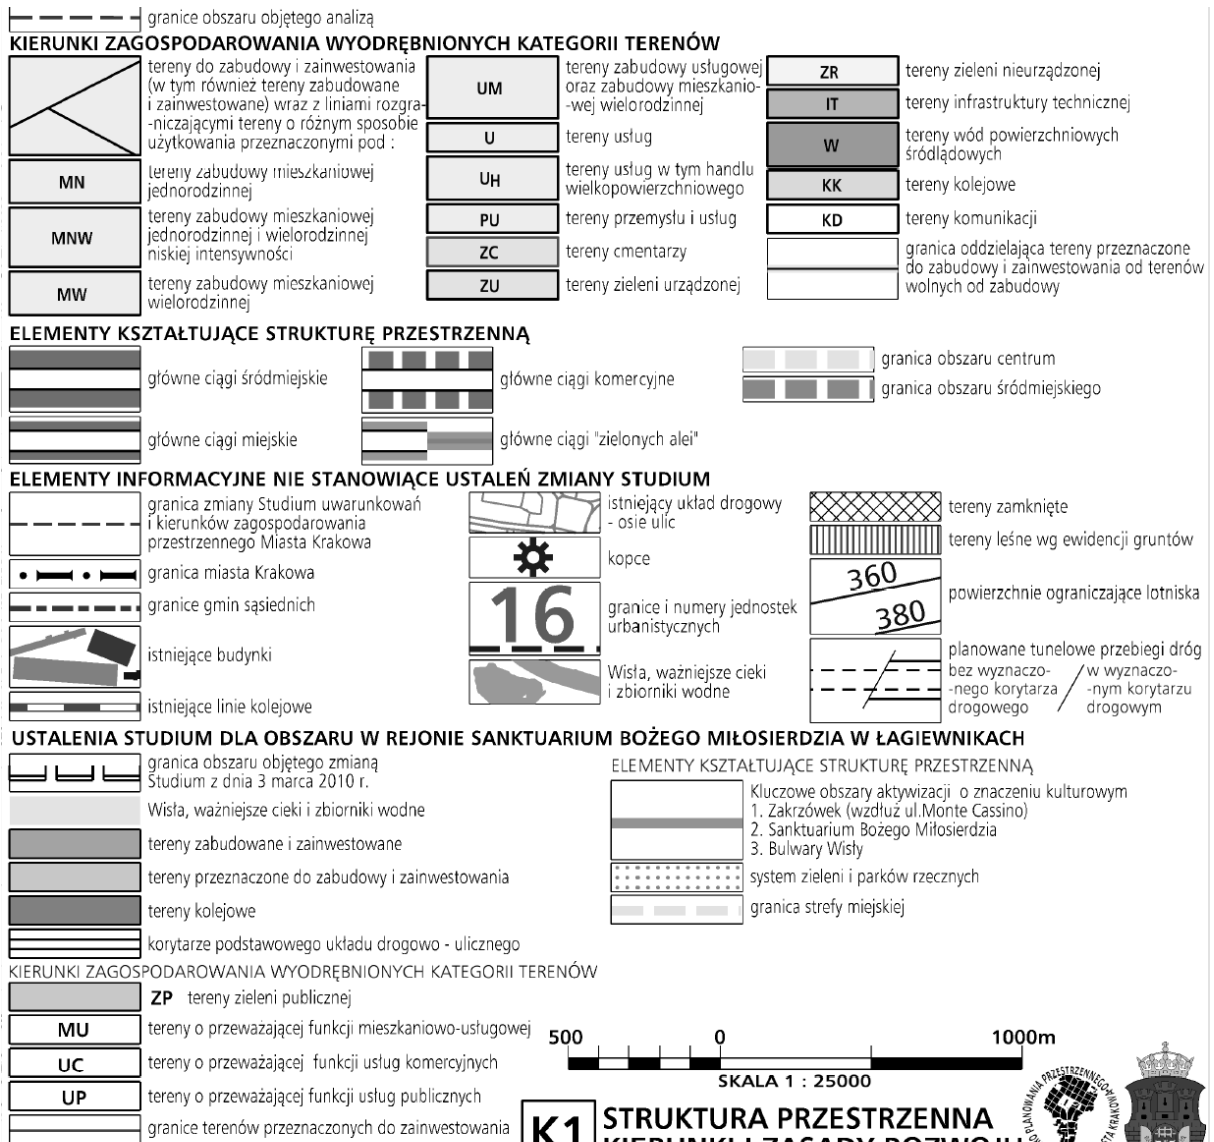 granice obszaru objętego analizą
KIERUNKI ZAGOSPODAROWANIA WYODRĘBNIONYCH KATEGORII TERENÓW
tereny do zabudowy i zainwestowania
(w tym również tereny zabudowane
i zainwestowane) wraz z liniami rozgra-
-niczającymi tereny o różnym sposobie
użytkowania przeznaczonymi pod :
MN
tereny zabudowy mieszkaniowej
jednorodzinnej
MNW
tereny zabudowy mieszkaniowej
jednorodzinnej i wielorodzinnej
niskiej intensywności
MW
tereny zabudowy mieszkaniowej
wielorodzinnej
UM
tereny zabudowy usługowej
oraz zabudowy mieszkanio-
-wej wielorodzinnej
U
tereny usług
UH
tereny usług w tym handlu
wielkopowierzchniowego
PU
tereny przemysłu i usług
ZC
tereny cmentarzy
ZU
tereny zieleni urządzonej
ZR
tereny zieleni nieurządzonej
IT
tereny infrastruktury technicznej
W
tereny wód powierzchniowych
śródlądowych
KK
tereny kolejowe
KD
tereny komunikacji
granica oddzielająca tereny przeznaczone
do zabudowy i zainwestowania od terenów
wolnych od zabudowy
ELEMENTY KSZTAŁTUJĄCE STRUKTURĘ PRZESTRZENNĄ
główne ciągi śródmiejskie
główne ciągi miejskie
główne ciągi komercyjne
główne ciągi "zielonych alei"
granica obszaru centrum
granica obszaru śródmiejskiego
ELEMENTY INFORMACYJNE NIE STANOWIĄCE USTALEŃ ZMIANY STUDIUM
granica zmiany Studium uwarunkowań
i kierunków zagospodarowania
przestrzennego Miasta Krakowa
granica miasta Krakowa
granice gmin sąsiednich
istniejące budynki
istniejące linie kolejowe
istniejący układ drogowy
- osie ulic
kopce
16
granice i numery jednostek
urbanistycznych
Wisła, ważniejsze cieki
i zbiorniki wodne
tereny zamknięte
tereny leśne wg ewidencji gruntów
360
380
powierzchnie ograniczające lotniska
planowane tunelowe przebiegi dróg
bez wyznaczo-
-nego korytarza
drogowego
w wyznaczo-
-nym korytarzu
drogowym
USTALENIA STUDIUM DLA OBSZARU W REJONIE SANKTUARIUM BOŻEGO MIŁOSIERDZIA W ŁAGIEWNIKACH
granica obszaru objętego zmianą
Studium z dnia 3 marca 2010 r.
Wisła, ważniejsze cieki i zbiorniki wodne
tereny zabudowane i zainwestowane
tereny przeznaczone do zabudowy i zainwestowania
tereny kolejowe
korytarze podstawowego układu drogowo - ulicznego
ELEMENTY KSZTAŁTUJĄCE STRUKTURĘ PRZESTRZENNĄ
Kluczowe obszary aktywizacji o znaczeniu kulturowym
1. Zakrzówek (wzdłuż ul.Monte Cassino)
2. Sanktuarium Bożego Miłosierdzia
3. Bulwary Wisły
system zieleni i parków rzecznych
granica strefy miejskiej
KIERUNKI ZAGOSPODAROWANIA WYODRĘBNIONYCH KATEGORII TERENÓW
ZP tereny zieleni publicznej
MU
tereny o przeważającej funkcji mieszkaniowo-usługowej
UC
tereny o przeważającej funkcji usług komercyjnych
UP
tereny o przeważającej funkcji usług publicznych
granice terenów przeznaczonych do zainwestowania
500 0 1000m
SKALA 1 : 25000
K1
STRUKTURA PRZESTRZENNA
KIERUNKI I ZASADY ROZWOJU
PLANOWANIA PRZESTRZENNEGO